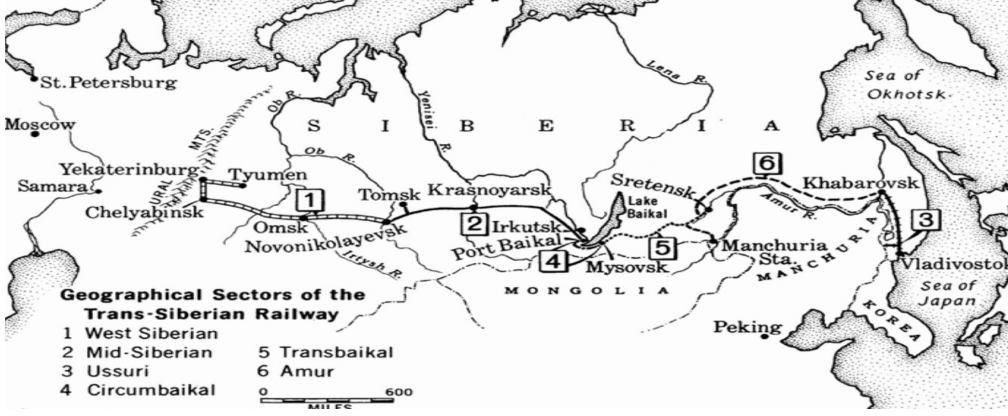 St. Petersburg
Moscow
Samara
Yekaterinburg
Chelyabinsk
URAL MTS.
Tyumen
Ob R.
Ob R.
SIBERIA
Yenisei R.
Lena R.
Sea of
Okhotsk
1
Omsk
Novonikolayevsk
Irtysh R.
Tomsk
Krasnoyarsk
2
Irkutsk
Port Baikal
4
Mysovsk
Lake
Baikal
5
Sretensk
6
Amur R.
Khabarovsk
3
Manchuria
Sta.
MANCHURIA
MONGOLIA
Vladivostok
Sea of
Japan
KOREA
Peking
Geographical Sectors of the
Trans-Siberian Railway
1 West Siberian
2 Mid-Siberian
3 Ussuri
4 Circumbaikal
5 Transbaikal
6 Amur
0 600
MILES